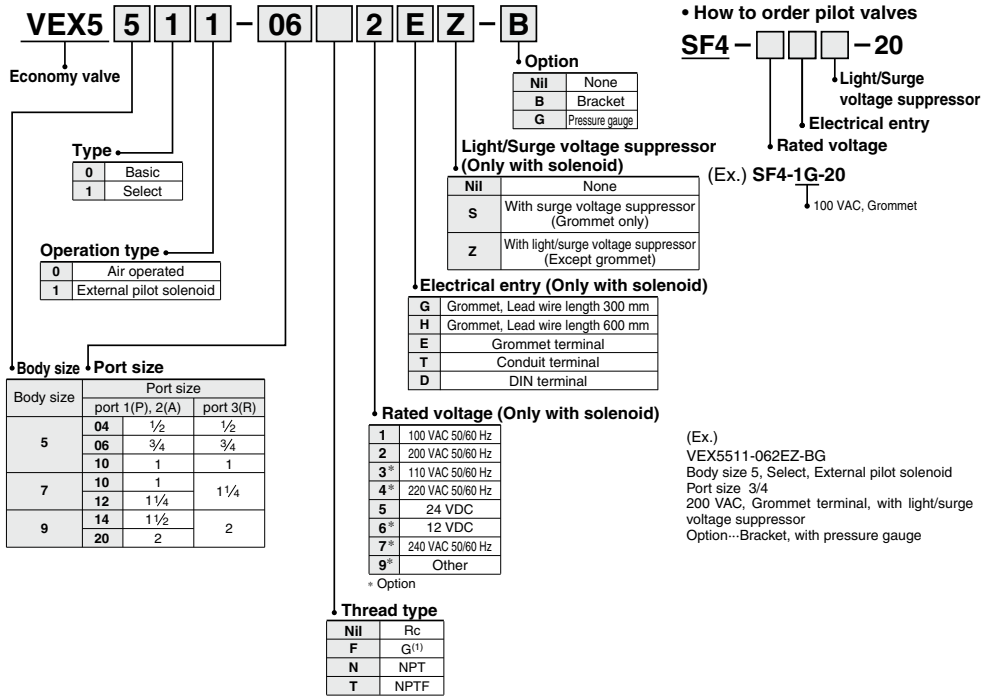 VEX5 5 1 1 – 06 2 E Z – B
Economy valve
Option
Nil None
B Bracket
G Pressure gauge
Type
0 Basic
1 Select
Light/Surge voltage suppressor
(Only with solenoid)
Nil None
S With surge voltage suppressor
(Grommet only)
Z With light/surge voltage suppressor
(Except grommet)
Operation type
0 Air operated
1 External pilot solenoid
Electrical entry (Only with solenoid)
G Grommet, Lead wire length 300 mm
H Grommet, Lead wire length 600 mm
E Grommet terminal
T Conduit terminal
D DIN terminal
Body size
Port size
Body size Port size
port 1(P), 2(A) port 3(R)
5 04 1/2 1/2
06 3/4 3/4
10 1 1
7 10 1 1 1/4
12 1 1/4
9 14 1 1/2 2
20 2
Rated voltage (Only with solenoid)
1 100 VAC 50/60 Hz
2 200 VAC 50/60 Hz
3* 110 VAC 50/60 Hz
4* 220 VAC 50/60 Hz
5 24 VDC
6* 12 VDC
7* 240 VAC 50/60 Hz
9* Other
* Option
Thread type
Nil Rc
F G(1)
N NPT
T NPTF
• How to order pilot valves
SF4 – – 20
Light/Surge
voltage suppressor
Electrical entry
Rated voltage
(Ex.) SF4-1G-20
100 VAC, Grommet
(Ex.)
VEX5511-062EZ-BG
Body size 5, Select, External pilot solenoid
Port size 3/4
200 VAC, Grommet terminal, with light/surge
voltage suppressor
Option···Bracket, with pressure gauge